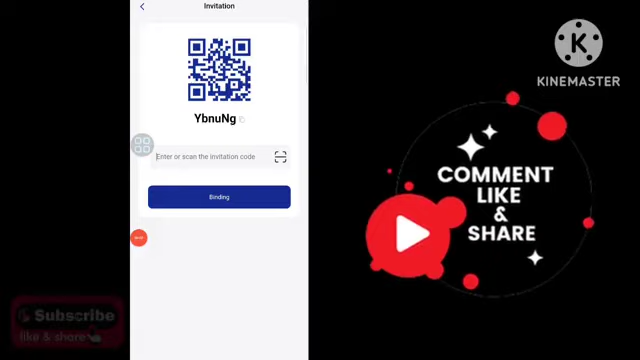 Invitation
YbnuNg
Enter or scan the invitation code
Binding
Subscribe
like & share
KINEMASTER
COMMENT
LIKE
&
SHARE